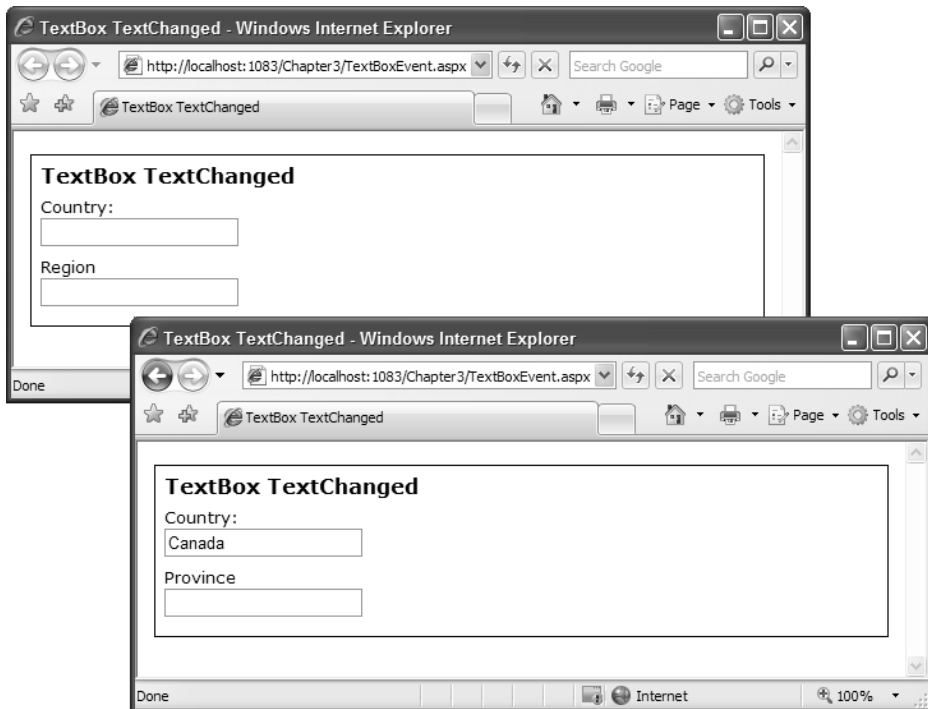 TextBox TextChanged - Windows Internet Explorer
http://localhost:1083/Chapter3/TextBoxEvent.aspx
Search Google
TextBox TextChanged
Page
Tools
TextBox TextChanged
Country:
Region
Done
TextBox TextChanged - Windows Internet Explorer
http://localhost:1083/Chapter3/TextBoxEvent.aspx
Search Google
TextBox TextChanged
Page
Tools
TextBox TextChanged
Country:
Canada
Province
Done
Internet
100%